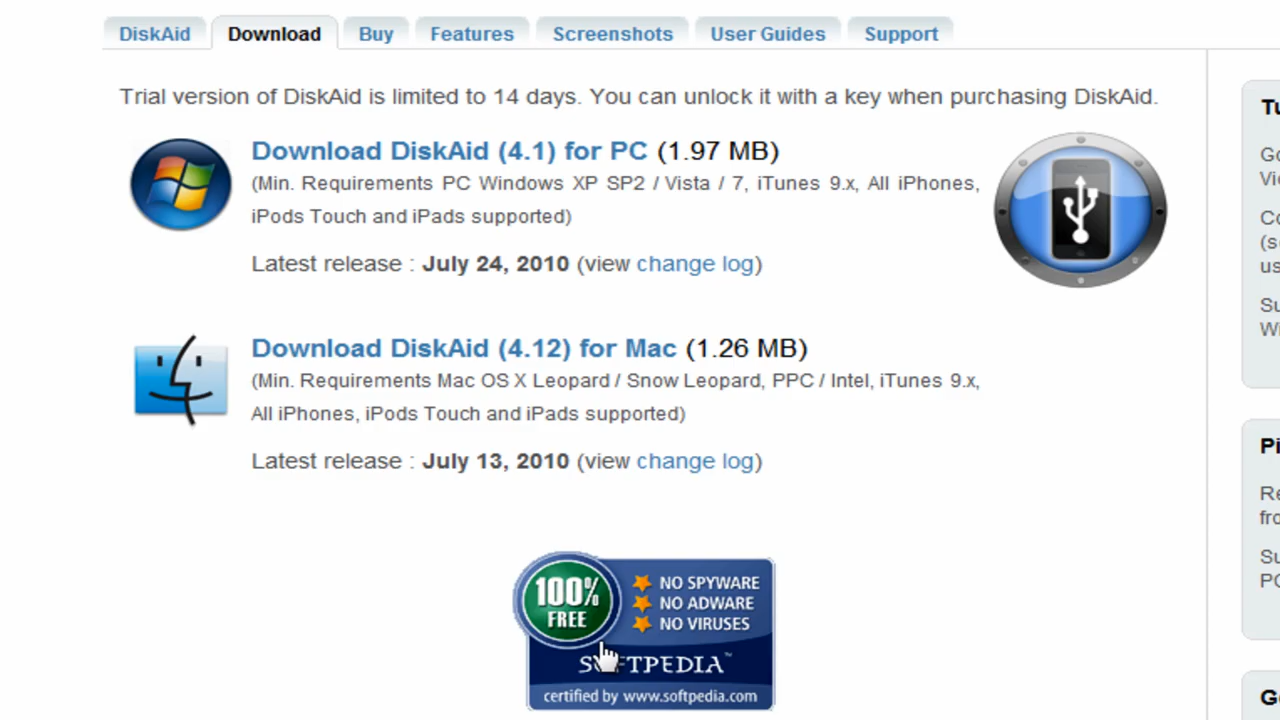 DiskAid Download Buy Features Screenshots User Guides Support
Trial version of DiskAid is limited to 14 days. You can unlock it with a key when purchasing DiskAid.
Download DiskAid (4.1) for PC (1.97 MB)
(Min. Requirements PC Windows XP SP2 / Vista / 7, iTunes 9.x, All iPhones,
iPods Touch and iPads supported)
Latest release : July 24, 2010 (view change log)
Download DiskAid (4.12) for Mac (1.26 MB)
(Min. Requirements Mac OS X Leopard / Snow Leopard, PPC / Intel, iTunes 9.x,
All iPhones, iPods Touch and iPads supported)
Latest release : July 13, 2010 (view change log)
100%
FREE
NO SPYWARE
NO ADWARE
NO VIRUSES
SOFTPEDIA™
certified by www.softpedia.com